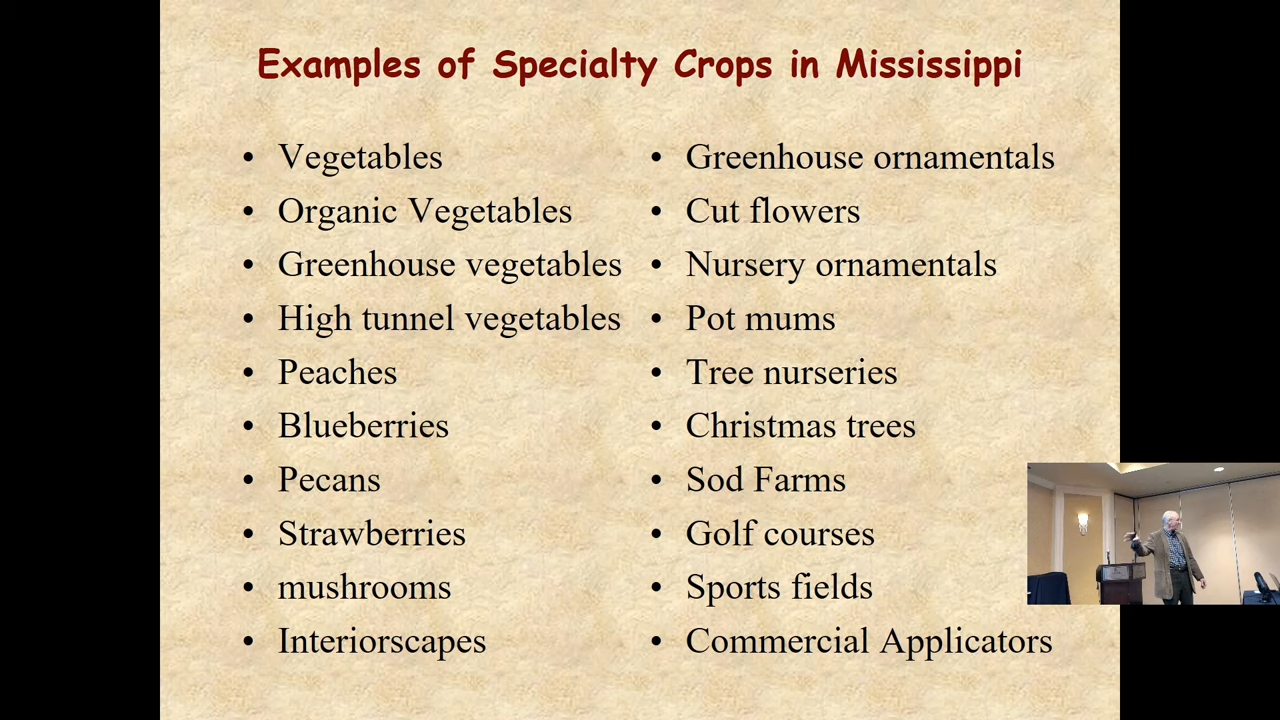 Examples of Specialty Crops in Mississippi
• Vegetables
• Organic Vegetables
• Greenhouse vegetables
• High tunnel vegetables
• Peaches
• Blueberries
• Pecans
• Strawberries
• mushrooms
• Interiorscapes
• Greenhouse ornamentals
• Cut flowers
• Nursery ornamentals
• Pot mums
• Tree nurseries
• Christmas trees
• Sod Farms
• Golf courses
• Sports fields
• Commercial Applicators